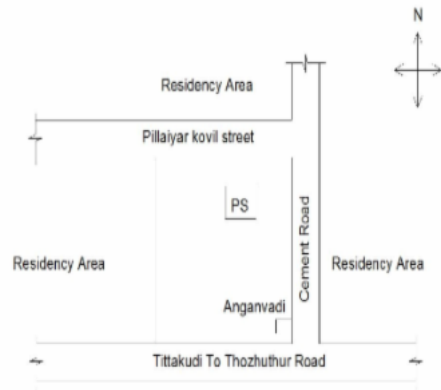 N
Residency Area
Pillaiyar kovil street
PS
Cement Road
Residency Area
Residency Area
Anganvadi
Tittakudi To Thozhuthur Road